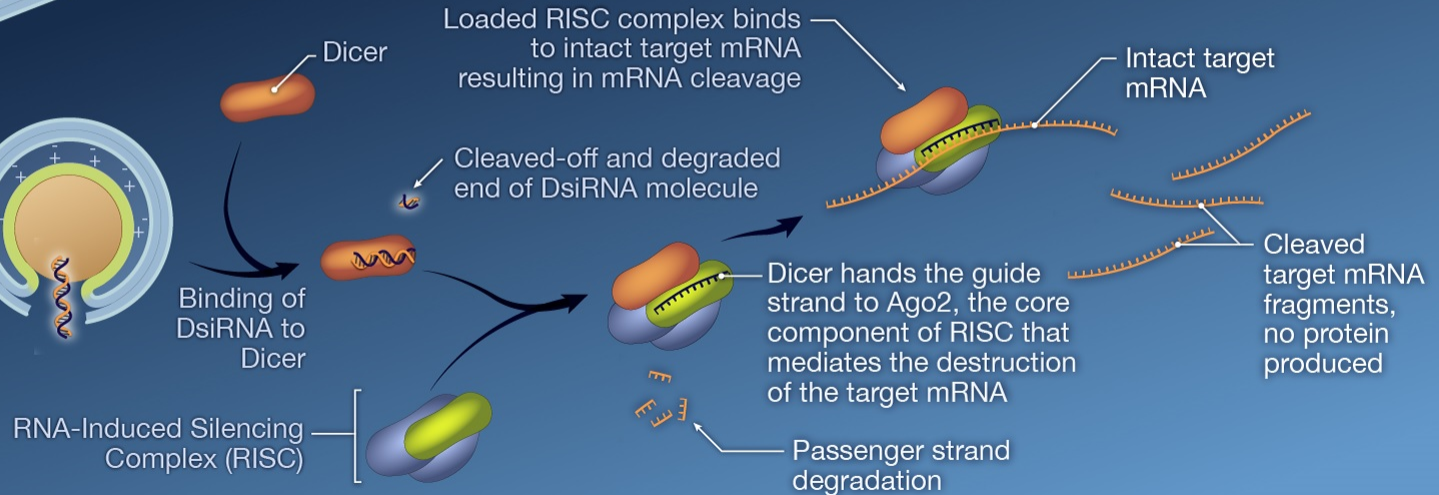 Loaded RISC complex binds
to intact target mRNA
resulting in mRNA cleavage
Dicer
Intact target
mRNA
Cleaved-off and degraded
end of DsiRNA molecule
Binding of
DsiRNA to
Dicer
Dicer hands the guide
strand to Ago2, the core
component of RISC that
mediates the destruction
of the target mRNA
Cleaved
target mRNA
fragments,
no protein
produced
RNA-Induced Silencing
Complex (RISC)
Passenger strand
degradation